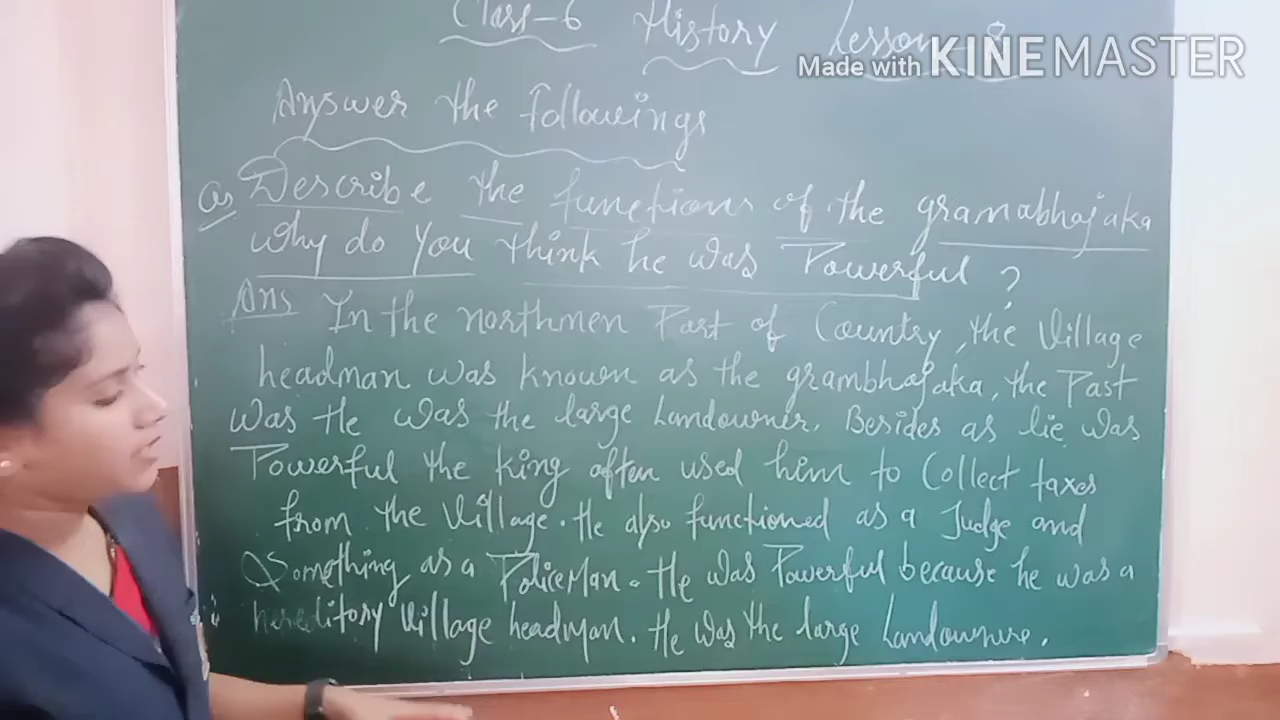 Class-6 History Lesson-
Made with KINEMASTER
Answer the Followings
Describe the functions of the gramabhojaka
why do you think he was Powerful ?
Ans In the northmen Part of Country, the Village
headman was known as the grambhojaka, the Past
was He was the large Landowner. Besides as lie was
Powerful the King often used him to Collect taxes
from the Village. He also functioned as a Judge and
Something as a PoliceMan. He was Powerful because he was a
hereditory Village headman. He was the large Landownere.